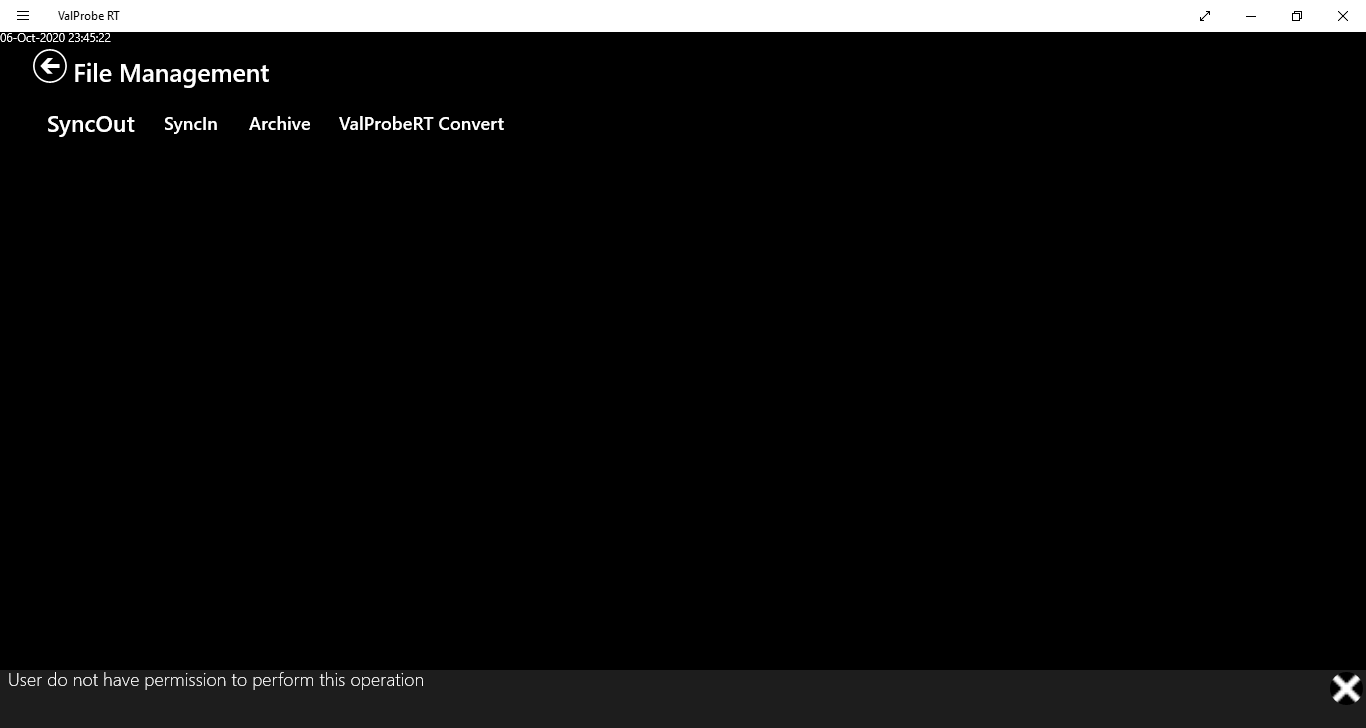 ValProbe RT
06-Oct-2020 23:45:22
File Management
SyncOut SyncIn Archive ValProbeRT Convert
User do not have permission to perform this operation